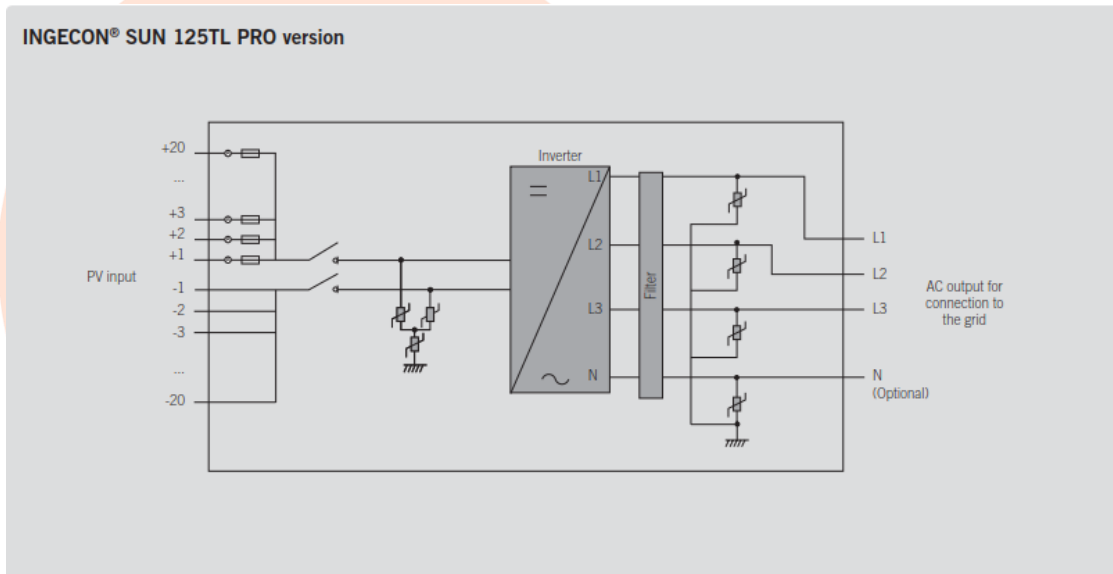 INGECON® SUN 125TL PRO version
Inverter
+20
...
+3
+2
+1
PV input
-1
-2
-3
...
-20
L1
L2
L3
N
Filter
L1
L2
L3
N
(Optional)
AC output for
connection to
the grid